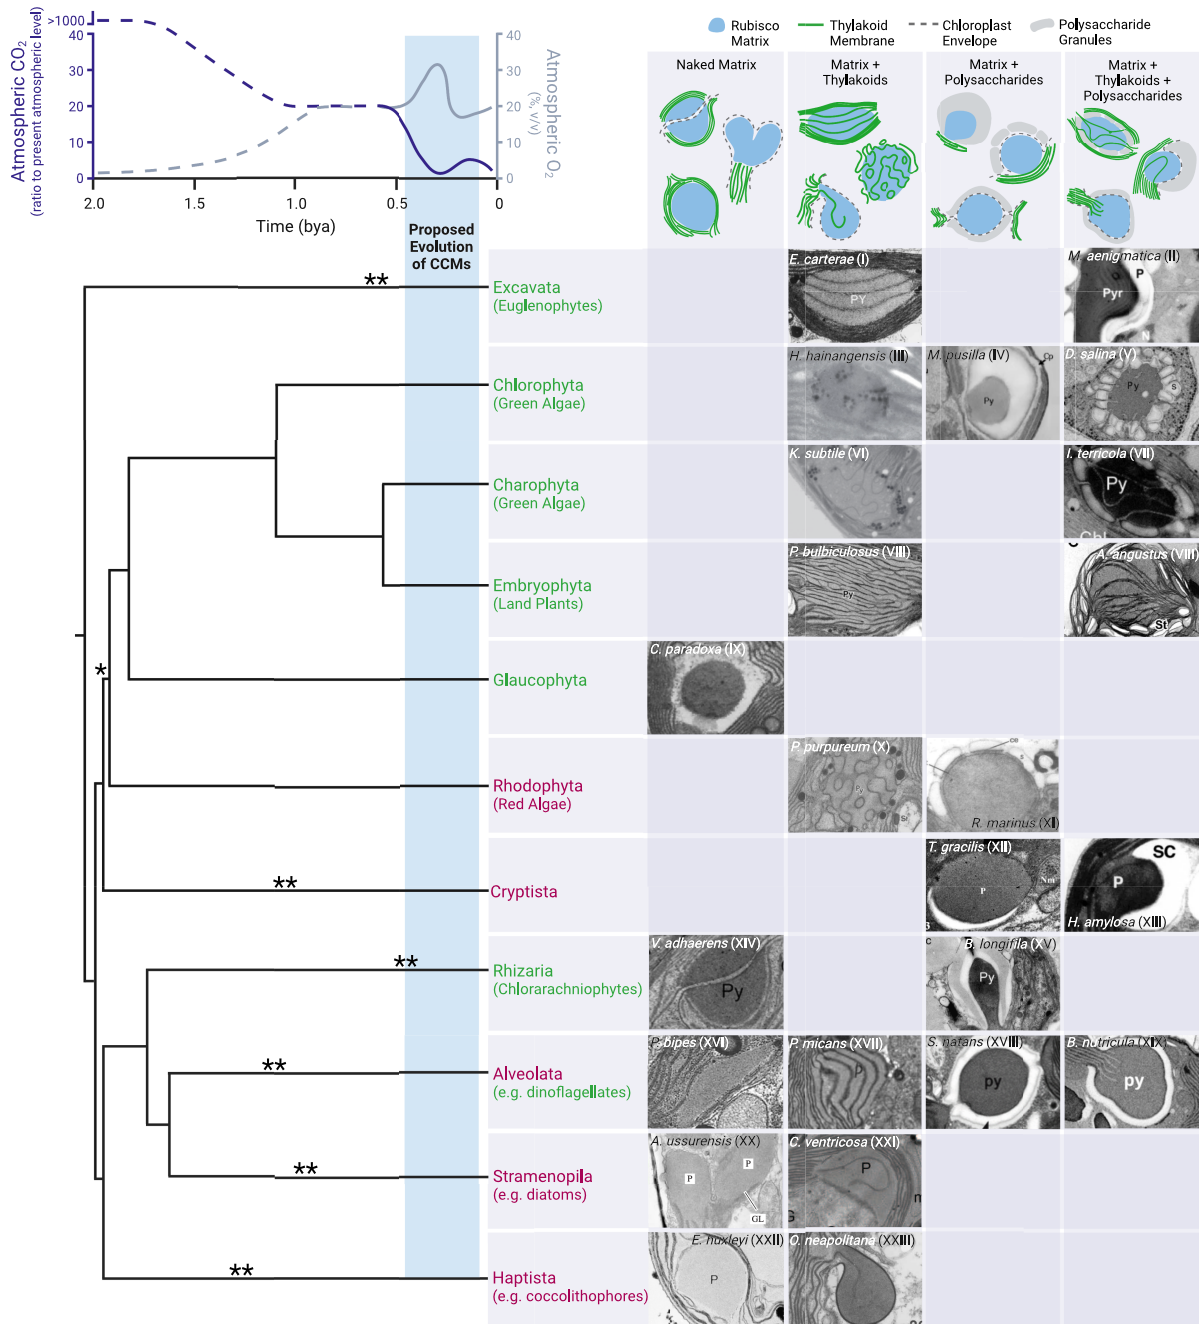 Atmospheric CO2
(ratio to present atmospheric level)
>1000
40
30
20
10
0
40
30
20
10
0
Atmospheric O2
(%, v/v)
2.0
1.5
1.0
0.5
0
Time (bya)
Proposed
Evolution
of CCMs
Rubisco
Matrix
Thylakoid
Membrane
Chloroplast
Envelope
Polysaccharide
Granules
Naked Matrix
Matrix +
Thylakoids
Matrix +
Polysaccharides
Matrix +
Thylakoids +
Polysaccharides
**
Excavata
(Euglenophytes)
E. carterae (I)
PY
M. aenigmatica (II)
P
Pyr
N
Chlorophyta
(Green Algae)
H. hainangensis (III)
M. pusilla (IV)
Cp
Py
D. salina (V)
Py
S
Charophyta
(Green Algae)
K. subtile (VI)
I. terricola (VII)
Py
Chl
Embryophyta
(Land Plants)
P. bulbiculosus (VIII)
Py
A. angustus (VIII)
St
*
Glaucophyta
C. paradoxa (IX)
Rhodophyta
(Red Algae)
P. purpureum (X)
Py
R. marinus (XI)
**
Cryptista
T. gracilis (XII)
P
Nm
SC
P
H. amylosa (XIII)
**
Rhizaria
(Chlorarachniophytes)
V. adhaerens (XIV)
Py
B. longifila (XV)
Py
**
Alveolata
(e.g. dinoflagellates)
P. bipes (XVI)
P. micans (XVII)
P
S. natans (XVIII)
py
B. nutricula (XIX)
py
**
Stramenopila
(e.g. diatoms)
A. ussurensis (XX)
P
P
GL
C. ventricosa (XXI)
P
**
Haptista
(e.g. coccolithophores)
E. huxleyi (XXII)
P
O. neapolitana (XXIII)